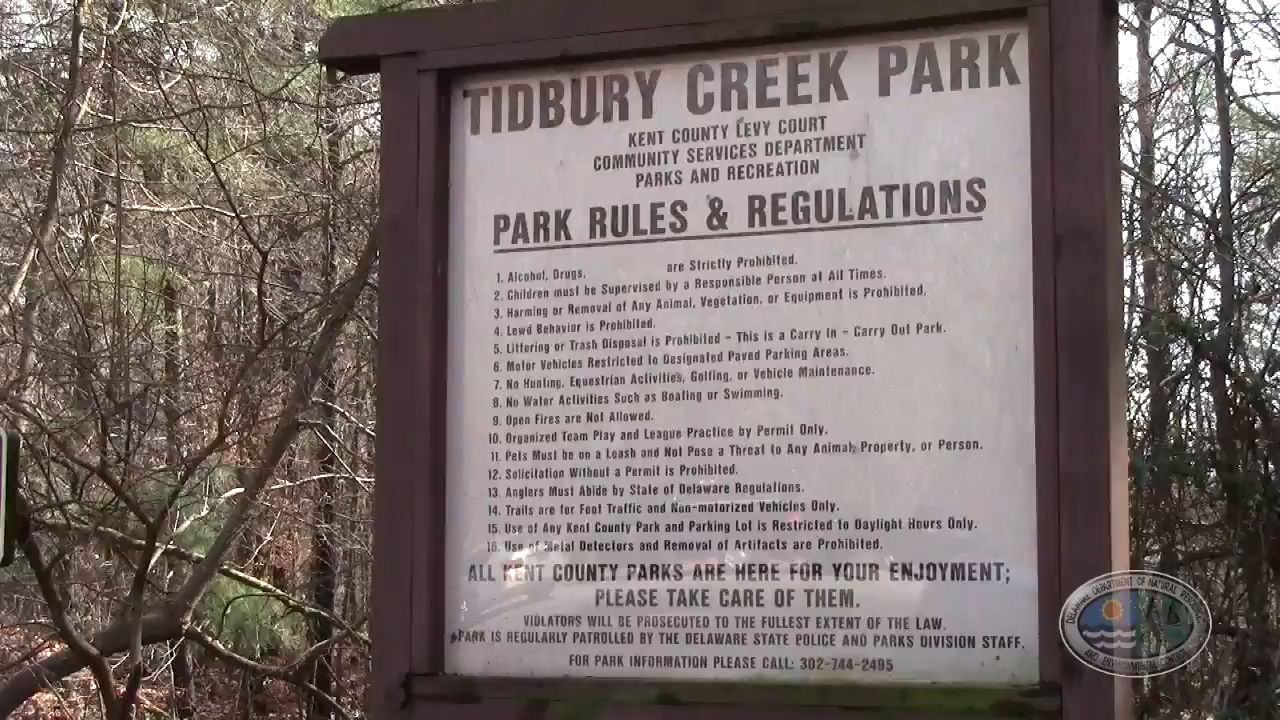 TIDBURY CREEK PARK
KENT COUNTY LEVY COURT
COMMUNITY SERVICES DEPARTMENT
PARKS AND RECREATION
PARK RULES & REGULATIONS
1. Alcohol, Drugs, are Strictly Prohibited.
2. Children must be Supervised by a Responsible Person at All Times.
3. Harming or Removal of Any Animal, Vegetation, or Equipment is Prohibited.
4. Lewd Behavior is Prohibited.
5. Littering or Trash Disposal is Prohibited - This is a Carry In - Carry Out Park.
6. Motor Vehicles Restricted to Designated Paved Parking Areas.
7. No Hunting, Equestrian Activities, Golfing, or Vehicle Maintenance.
8. No Water Activities Such as Boating or Swimming.
9. Open Fires are Not Allowed.
10. Organized Team Play and League Practice by Permit Only.
11. Pets Must be on a Leash and Not Pose a Threat to Any Animal, Property, or Person.
12. Solicitation Without a Permit is Prohibited.
13. Anglers Must Abide by State of Delaware Regulations.
14. Trails are for Foot Traffic and Non-motorized Vehicles Only.
15. Use of Any Kent County Park and Parking Lot is Restricted to Daylight Hours Only.
16. Use of Metal Detectors and Removal of Artifacts are Prohibited.
ALL KENT COUNTY PARKS ARE HERE FOR YOUR ENJOYMENT;
PLEASE TAKE CARE OF THEM.
VIOLATORS WILL BE PROSECUTED TO THE FULLEST EXTENT OF THE LAW.
PARK IS REGULARLY PATROLLED BY THE DELAWARE STATE POLICE AND PARKS DIVISION STAFF.
FOR PARK INFORMATION PLEASE CALL: 302-744-2495
DELAWARE DEPARTMENT OF NATURAL RESOURCES
AND ENVIRONMENTAL CONTROL